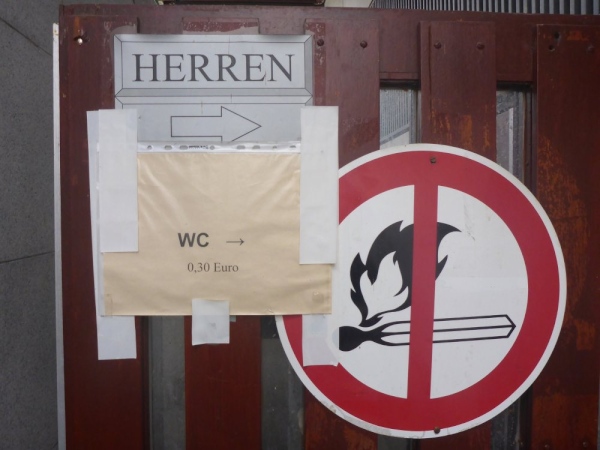 HERREN
WC →
0,30 Euro